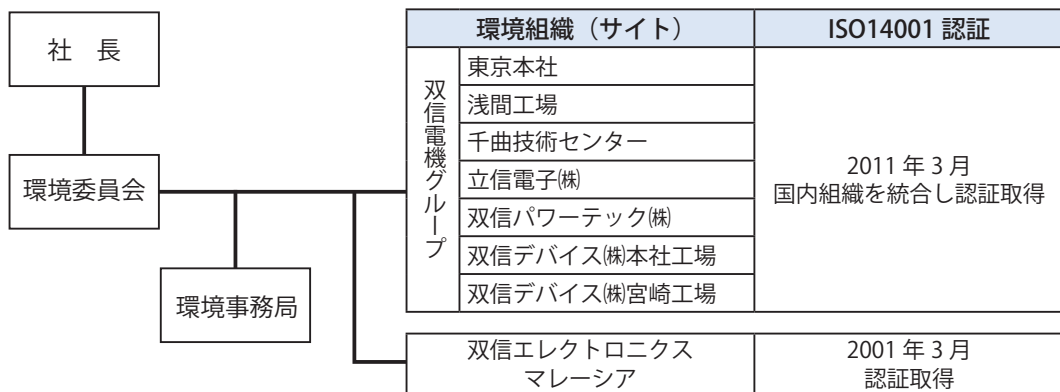 社　長
環境委員会
環境事務局
環境組織（サイト）
ISO14001 認証
双信電機グループ
東京本社
浅間工場
千曲技術センター
立信電子㈱
双信パワーテック㈱
双信デバイス㈱本社工場
双信デバイス㈱宮崎工場
2011 年 3 月
国内組織を統合し認証取得
双信エレクトロニクス
マレーシア
2001 年 3 月
認証取得